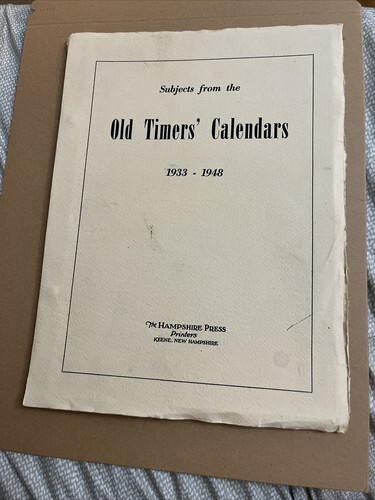 Subjects from the
Old Timers' Calendars
1933 - 1948
The HAMPSHIRE PRESS
Printers
KEENE, NEW HAMPSHIRE